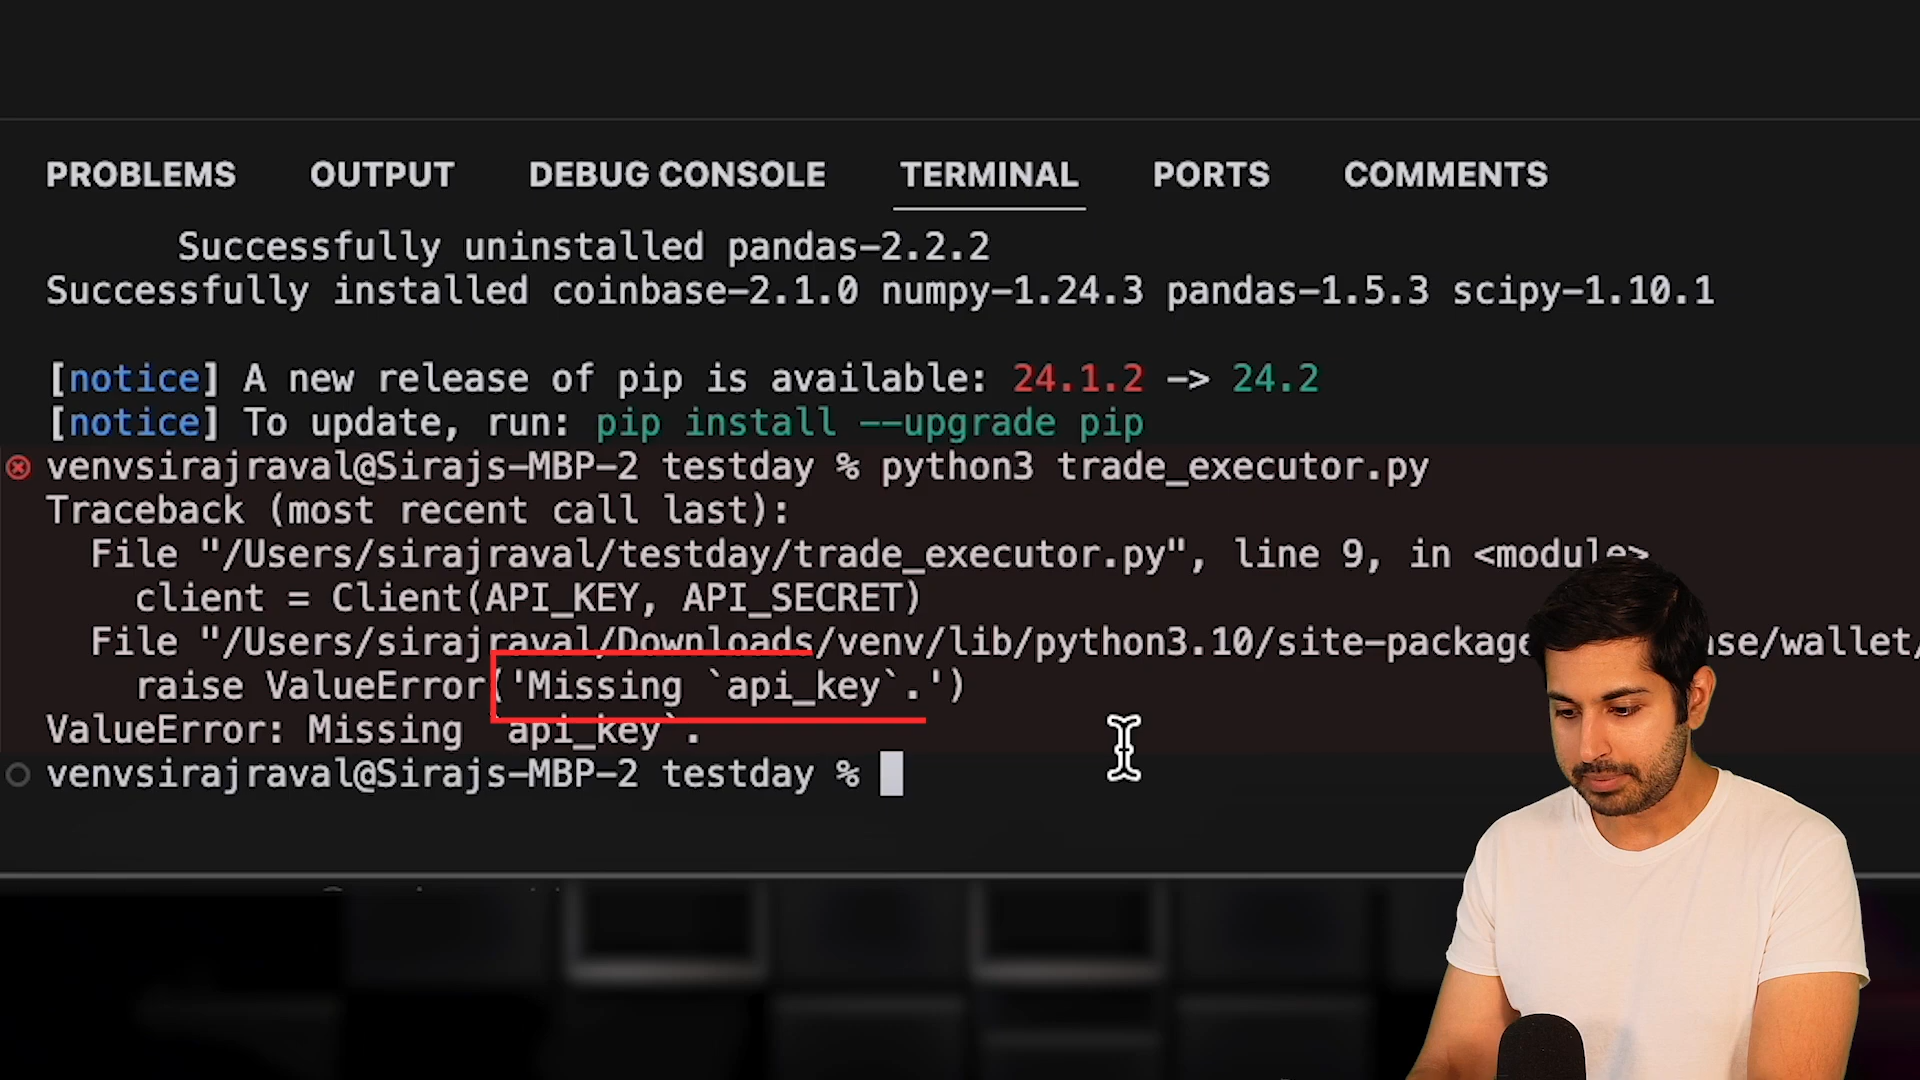 PROBLEMS OUTPUT DEBUG CONSOLE TERMINAL PORTS COMMENTS
Successfully uninstalled pandas-2.2.2
Successfully installed coinbase-2.1.0 numpy-1.24.3 pandas-1.5.3 scipy-1.10.1
[notice] A new release of pip is available: 24.1.2 -> 24.2
[notice] To update, run: pip install --upgrade pip
venvsirajraval@Sirajs-MBP-2 testday % python3 trade_executor.py
Traceback (most recent call last):
File "/Users/sirajraval/testday/trade_executor.py", line 9, in <module>
client = Client(API_KEY, API_SECRET)
File "/Users/sirajraval/Downloads/venv/lib/python3.10/site-package se/wallet/
raise ValueError('Missing `api_key`.')
ValueError: Missing `api_key`.
venvsirajraval@Sirajs-MBP-2 testday %